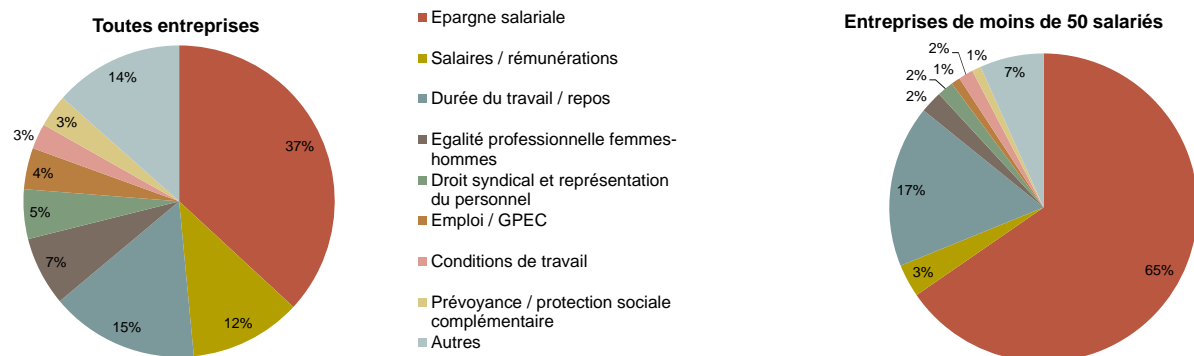 Toutes entreprises
14%
3%
3%
4%
5%
7%
15%
12%
37%
Epargne salariale
Salaires / rémunérations
Durée du travail / repos
Egalité professionnelle femmes-
hommes
Droit syndical et représentation
du personnel
Emploi / GPEC
Conditions de travail
Prévoyance / protection sociale
complémentaire
Autres
Entreprises de moins de 50 salariés
2%
1%
1%
7%
2%
2%
17%
3%
65%